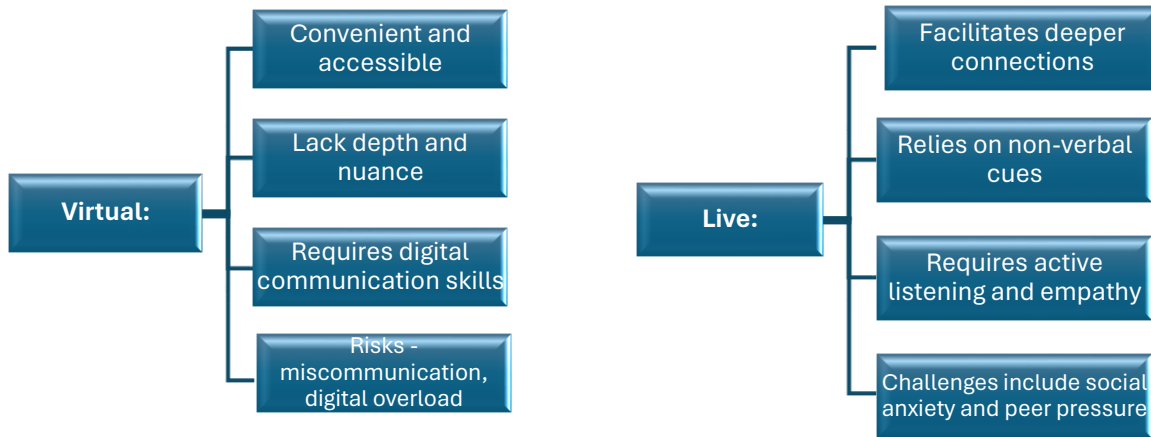 Virtual:
Convenient and
accessible
Lack depth and
nuance
Requires digital
communication skills
Risks -
miscommunication,
digital overload
Live:
Facilitates deeper
connections
Relies on non-verbal
cues
Requires active
listening and empathy
Challenges include social
anxiety and peer pressure